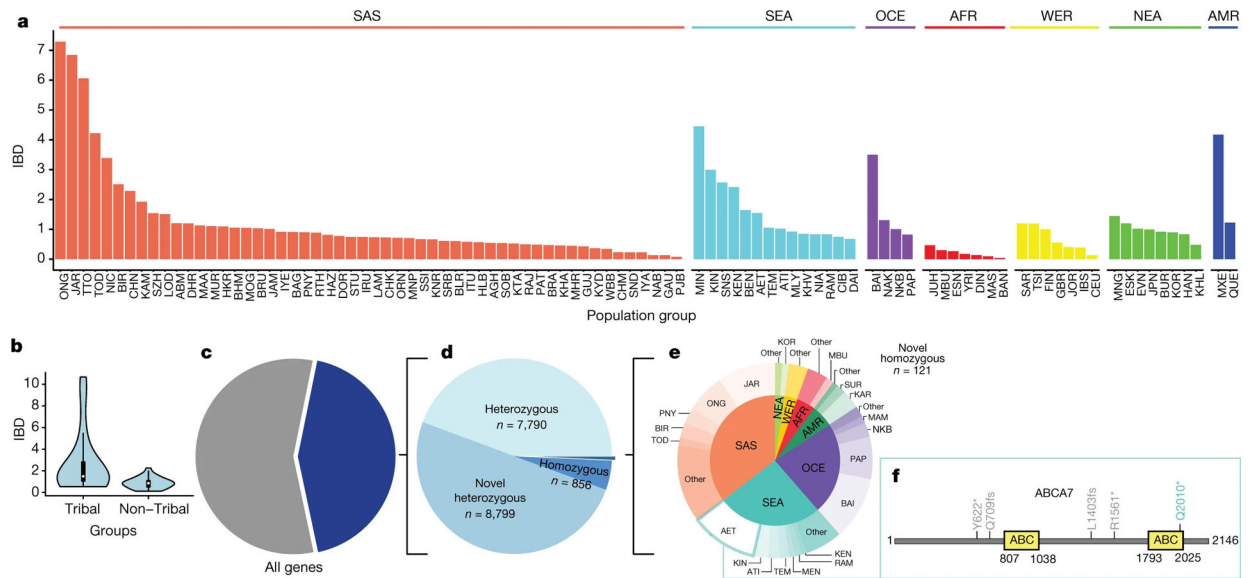 a
SAS SEA OCE AFR WER NEA AMR
IBD
7
6
5
4
3
2
1
0
ONG JAR TTO TOD NIC BIR CHN KAM SZH LOD ABM DHR MAA MUR HKR BHM MOG BRU JAM IYE BAG PNY RTH HAZ DOR STU IRU LAM CHK ORN MNP SSI KNR KRB BLR ITU HLB AGH SOB KTA RAJ PAT BRA KHA MHR GUJ KYD WBB CHM SND IYA NAB GAU PJB
MIN KIN SNS KEN BEN AET TEM ATI MLY KHV NIA RAM CIB DAI
BAI NAK NKB PAP
JUH MBU ESN YRI DIN MAS BAN
SAR TSI FIN GBR JOR IBS CEU
MNG ESK EVN JPN BUR KOR HAN KHL
MXE QUE
Population group
b
IBD
10
8
6
4
2
0
Tribal Non-Tribal
Groups
c
All genes
d
Heterozygous
n = 7,790
Homozygous
n = 856
Novel
heterozygous
n = 8,799
e
Novel
homozygous
n = 121
Other
KOR
Other
Other
MBU
Other
SUR
KAR
Other
MAM
NKB
PAP
BAI
KEN
RAM
Other
MEN
TEM
ATI
KIN
AET
Other
TOD
BIR
PNY
ONG
JAR
NEA
WER
AFR
AMR
OCE
SEA
SAS
f
ABCA7
Y622*
Q709fs
L1403fs
R1561*
Q2010*
1 ABC ABC 2146
807 1038 1793 2025